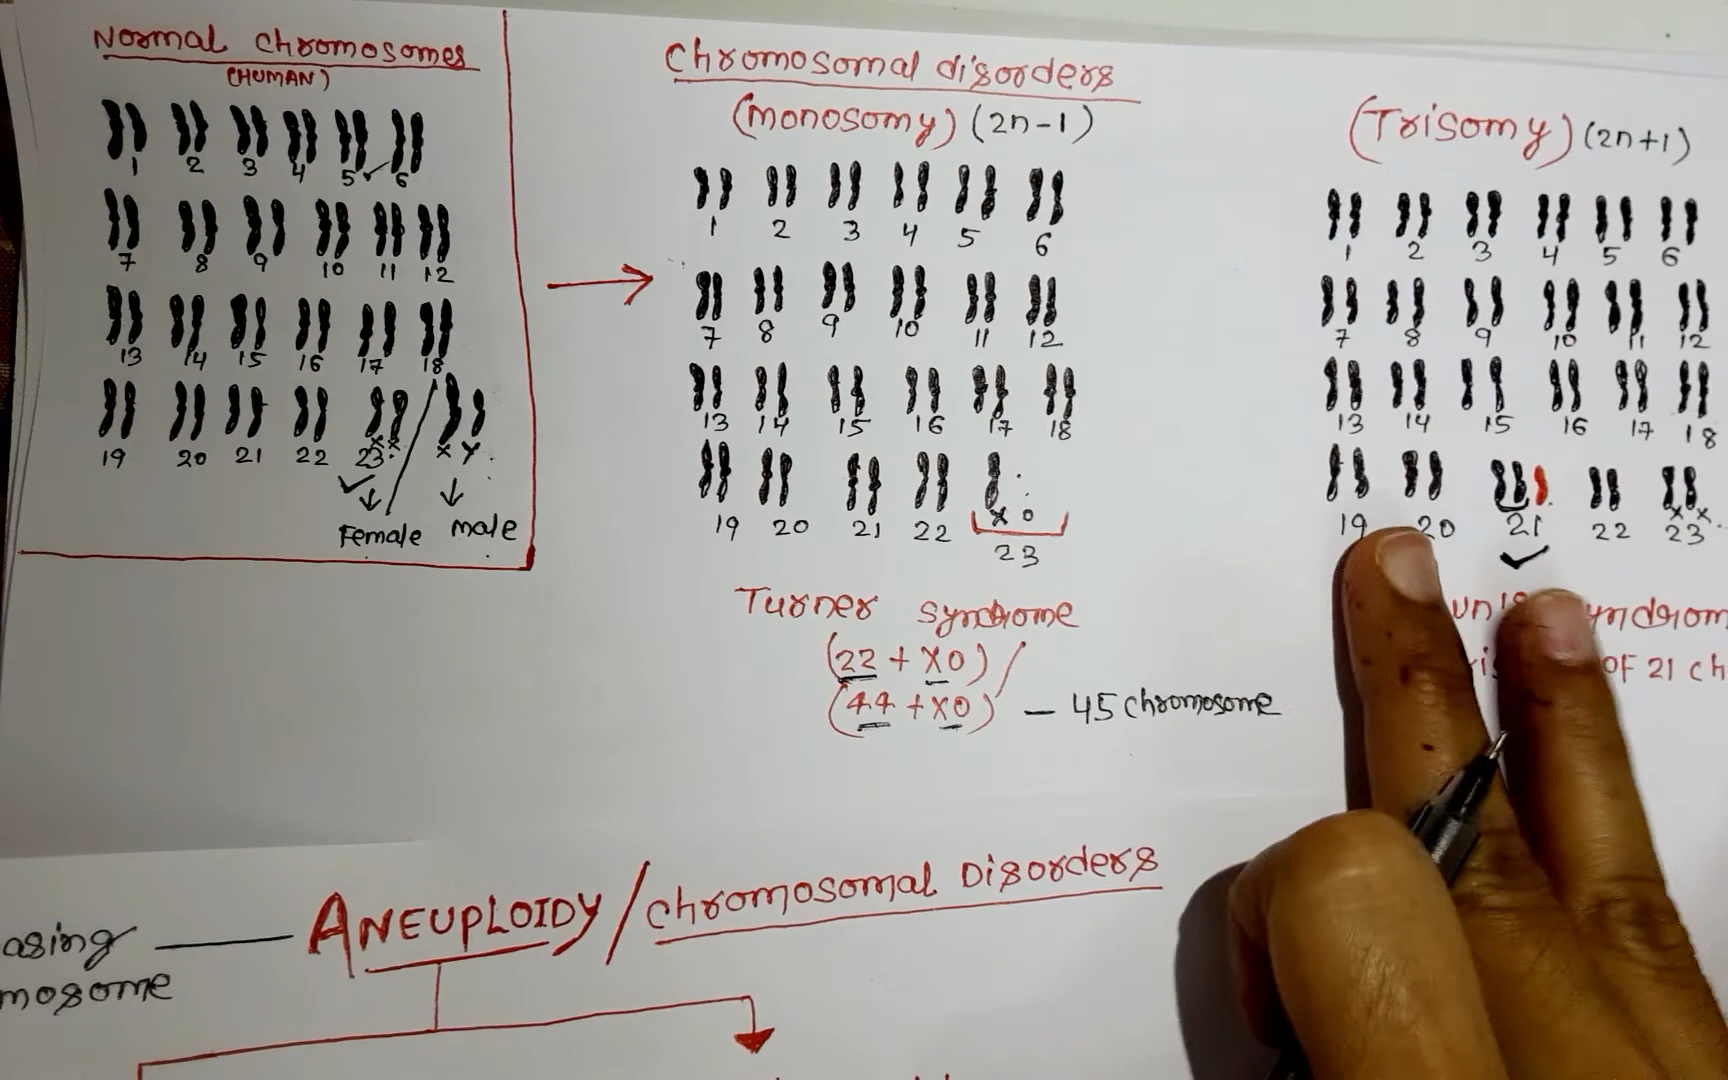 Normal chromosomes
(HUMAN)
1 2 3 4 5 6
7 8 9 10 11 12
13 14 15 16 17 18
19 20 21 22 23
x x
x y
Female male
Chromosomal disorders
(monosomy) (2n-1)
1 2 3 4 5 6
7 8 9 10 11 12
13 14 15 16 17 18
x o
19 20 21 22 23
Turner syndrome
(22 + XO) /
(44 + XO) - 45 chromosome
(Trisomy) (2n+1)
1 2 3 4 5 6
7 8 9 10 11 12
13 14 15 16 17 18
x x
19 20 21 22 23
OF 21 ch
asing
mosome
ANEUPLOIDY / chromosomal Disorders